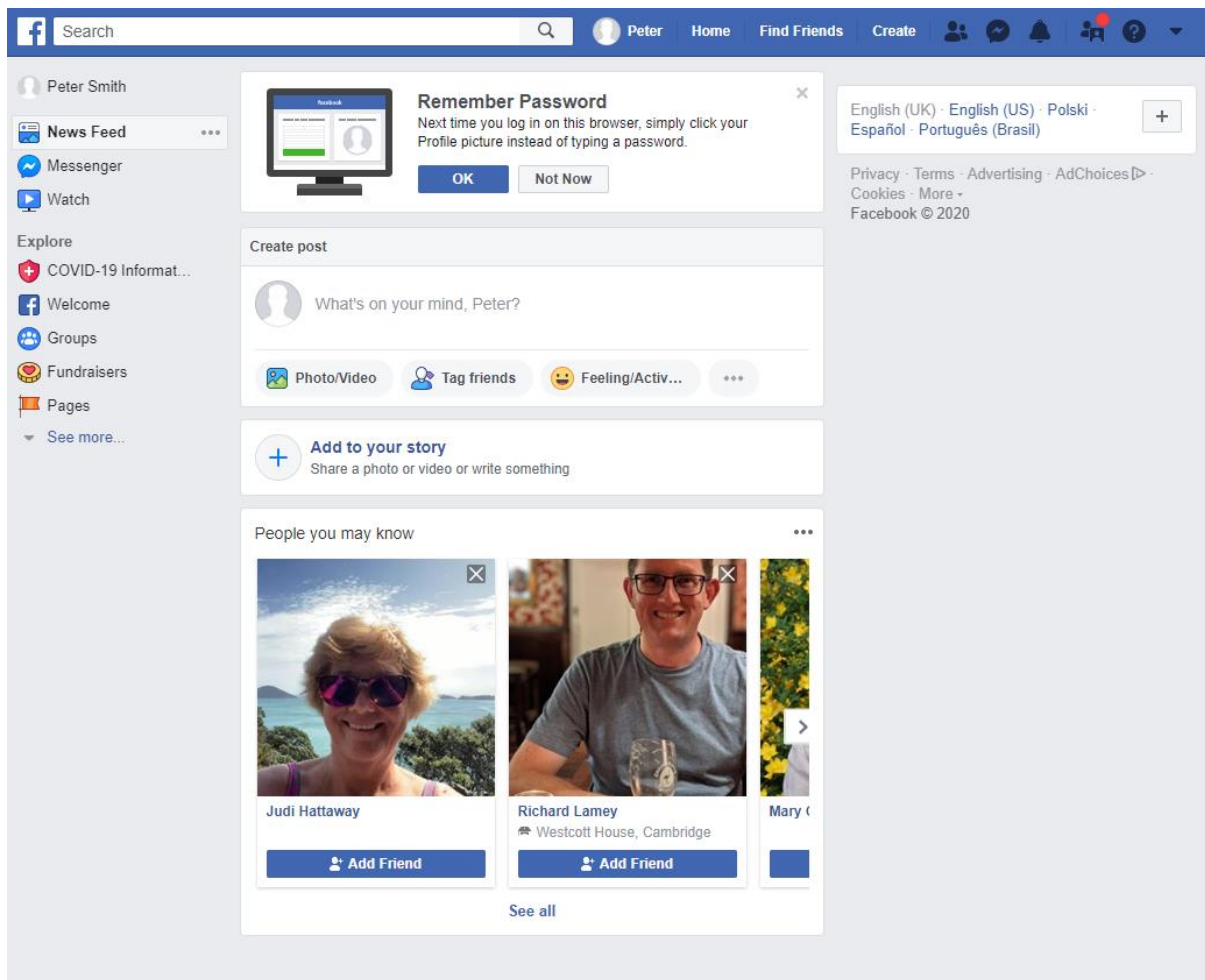 Search
Peter
Home
Find Friends
Create
Peter Smith
News Feed
Messenger
Watch
Explore
COVID-19 Informat...
Welcome
Groups
Fundraisers
Pages
See more...
facebook
Remember Password
Next time you log in on this browser, simply click your
Profile picture instead of typing a password.
OK
Not Now
Create post
What's on your mind, Peter?
Photo/Video
Tag friends
Feeling/Activ...
Add to your story
Share a photo or video or write something
People you may know
Judi Hattaway
Add Friend
Richard Lamey
Westcott House, Cambridge
Add Friend
Mary
See all
English (UK) · English (US) · Polski ·
Español · Português (Brasil)
Privacy · Terms · Advertising · AdChoices ·
Cookies · More
Facebook © 2020